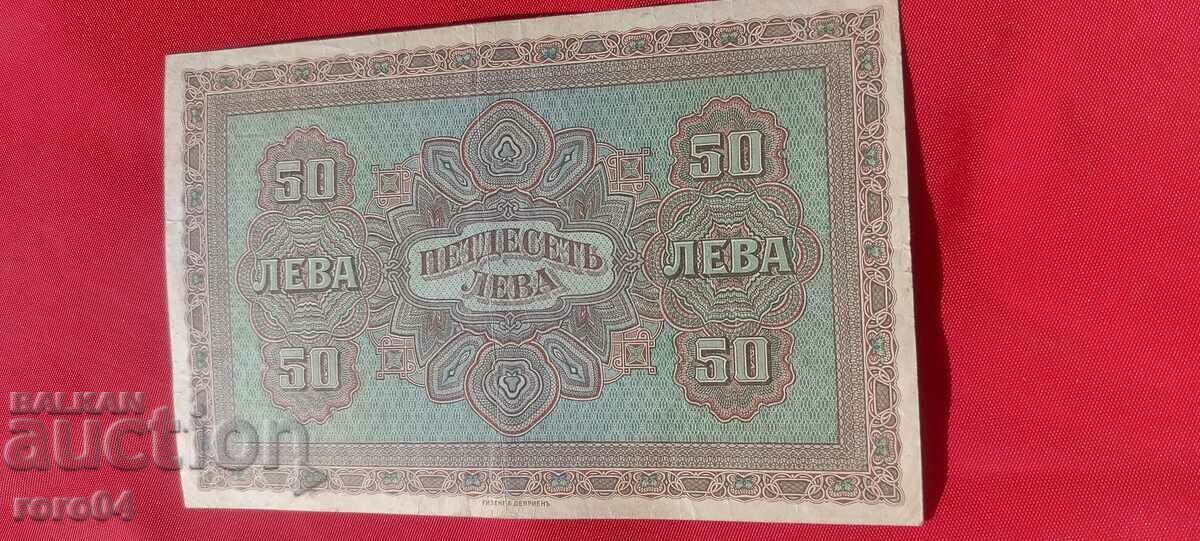 50
50
ПЕТДЕСЕТЬ
ЛЕВА
ЛЕВА
ЛЕВА
50
50
ГИЗЕКЕ & ДЕВРИЕНЪ
BALKAN
auction
roro04